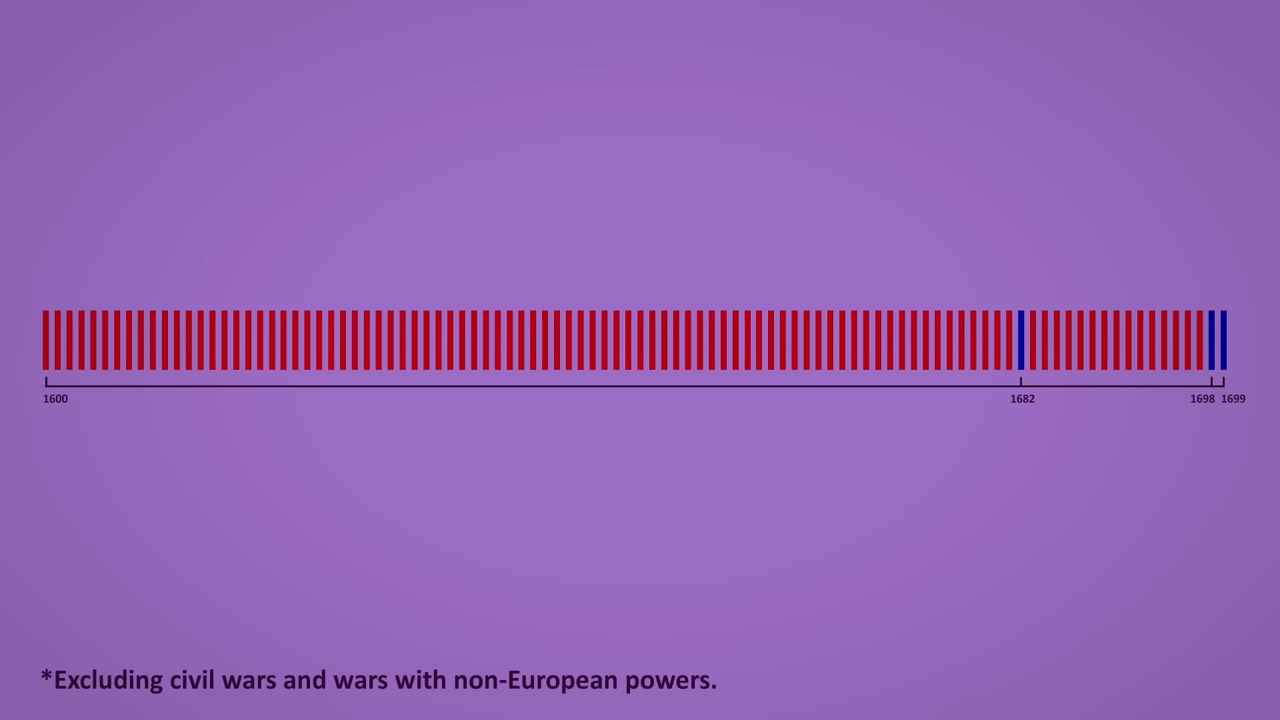 1600 1682 1698 1699
*Excluding civil wars and wars with non-European powers.